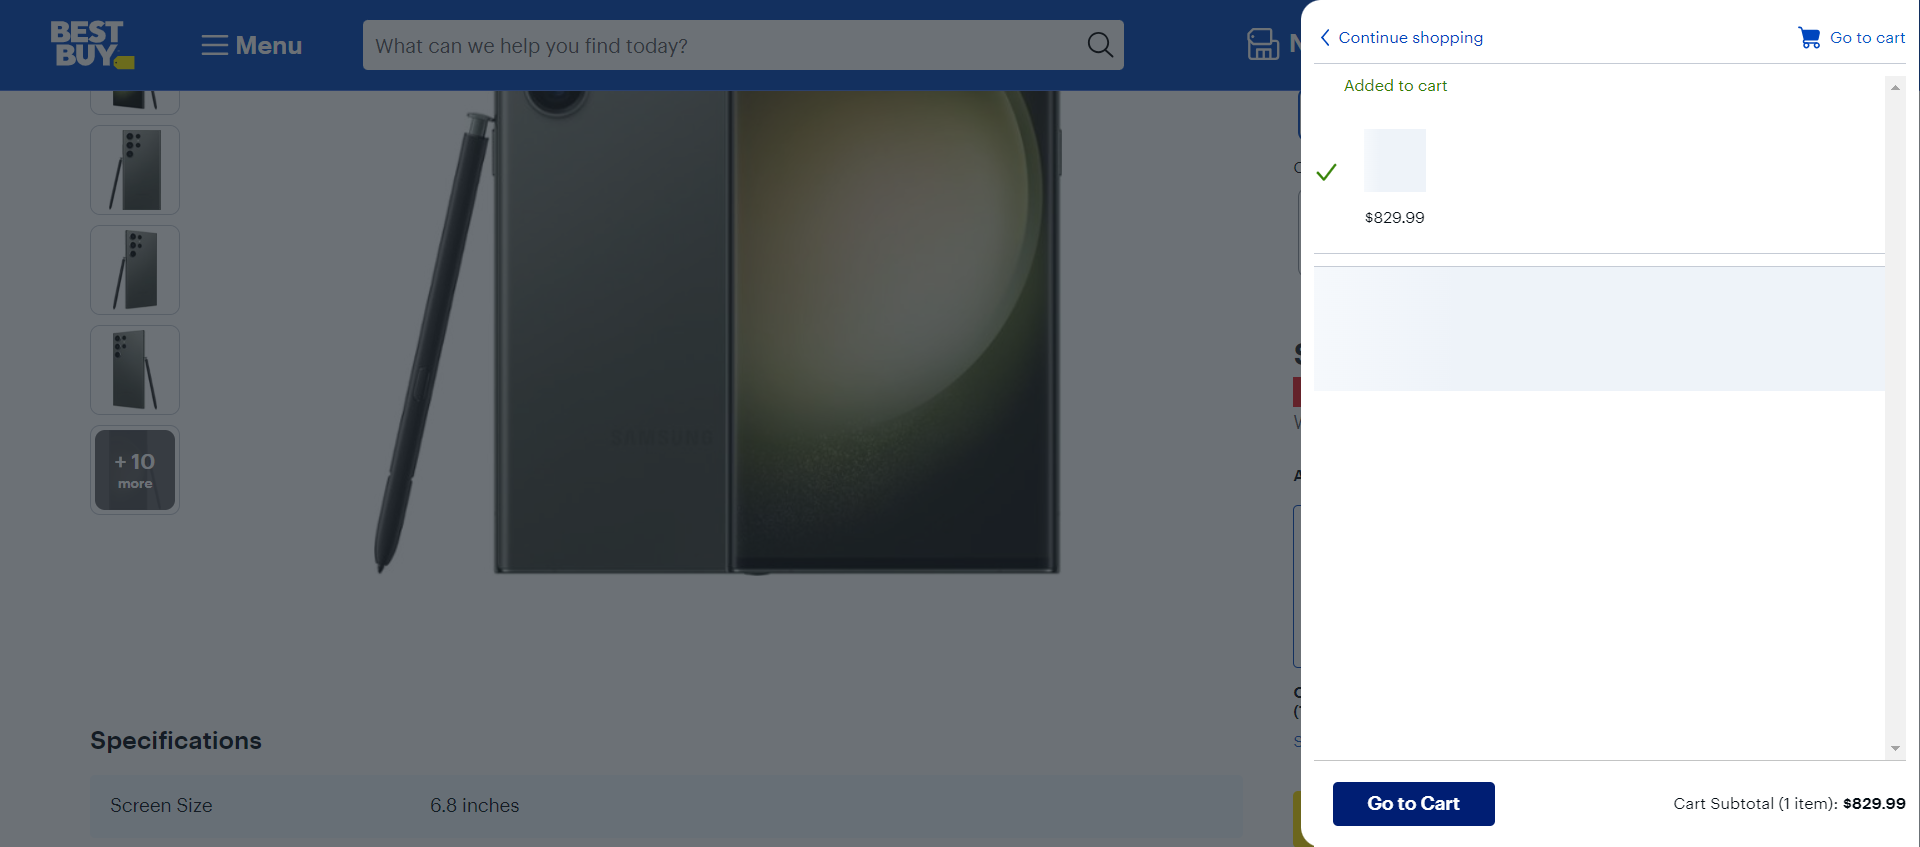 BEST
BUY
Menu
What can we help you find today?
Continue shopping
Go to cart
Added to cart
$829.99
SAMSUNG
+ 10
more
Specifications
Screen Size 6.8 inches
Go to Cart
Cart Subtotal (1 item): $829.99